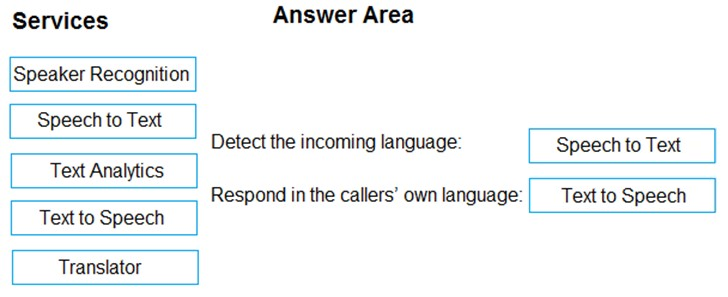 Services
Answer Area
Speaker Recognition
Speech to Text
Text Analytics
Text to Speech
Translator
Detect the incoming language:
Speech to Text
Respond in the callers’ own language:
Text to Speech